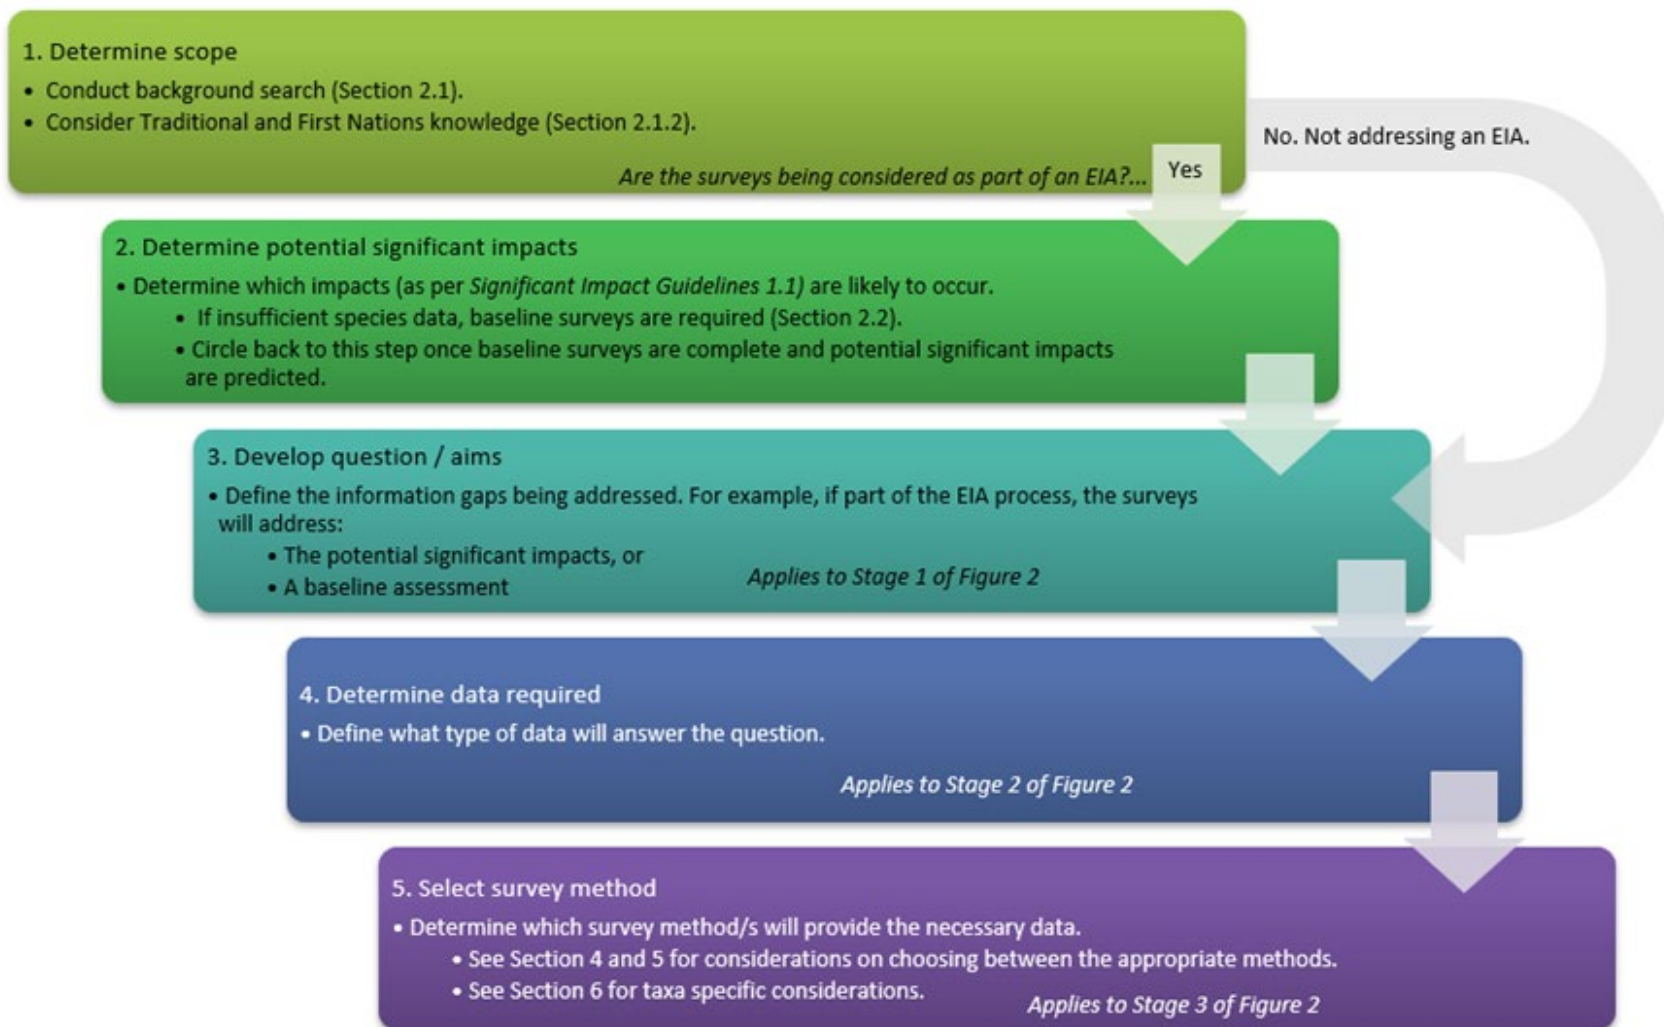 1. Determine scope
• Conduct background search (Section 2.1).
• Consider Traditional and First Nations knowledge (Section 2.1.2).
Are the surveys being considered as part of an EIA?...
Yes
No. Not addressing an EIA.
2. Determine potential significant impacts
• Determine which impacts (as per Significant Impact Guidelines 1.1) are likely to occur.
• If insufficient species data, baseline surveys are required (Section 2.2).
• Circle back to this step once baseline surveys are complete and potential significant impacts
are predicted.
3. Develop question / aims
• Define the information gaps being addressed. For example, if part of the EIA process, the surveys
will address:
• The potential significant impacts, or
• A baseline assessment
Applies to Stage 1 of Figure 2
4. Determine data required
• Define what type of data will answer the question.
Applies to Stage 2 of Figure 2
5. Select survey method
• Determine which survey method/s will provide the necessary data.
• See Section 4 and 5 for considerations on choosing between the appropriate methods.
• See Section 6 for taxa specific considerations.
Applies to Stage 3 of Figure 2